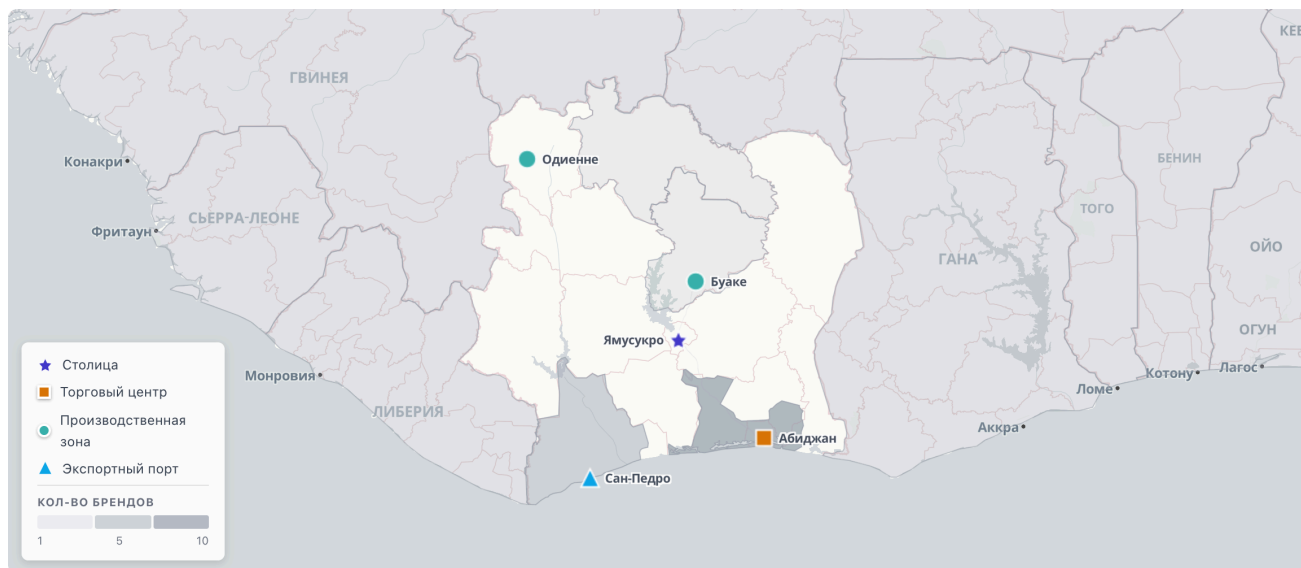 КЕБ
ГВИНЕЯ
Конакри
Одиенне
БЕНИН
СЬЕРРА-ЛЕОНЕ
ТОГО
Фритаун
ОЙО
ГАНА
Буаке
Ямусукро
ОГУН
Монровия
Котону
Лагос
Ломе
ЛИБЕРИЯ
Аккра
Абиджан
Сан-Педро
Столица
Торговый центр
Производственная
зона
Экспортный порт
КОЛ-ВО БРЕНДОВ
1 5 10